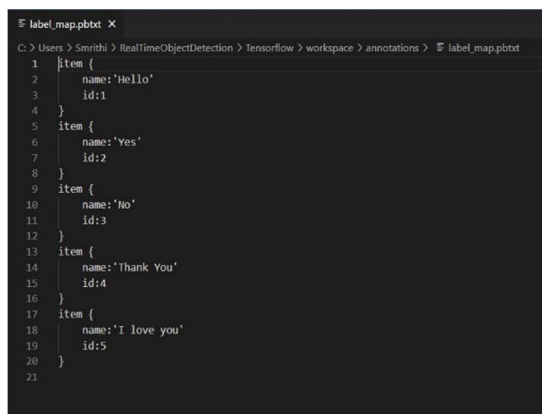 label_map.pbtxt ×
C: > Users > Smrithi > RealTimeObjectDetection > Tensorflow > workspace > annotations > label_map.pbtxt
1 item {
2 name:'Hello'
3 id:1
4 }
5 item {
6 name:'Yes'
7 id:2
8 }
9 item {
10 name:'No'
11 id:3
12 }
13 item {
14 name:'Thank You'
15 id:4
16 }
17 item {
18 name:'I love you'
19 id:5
20 }
21